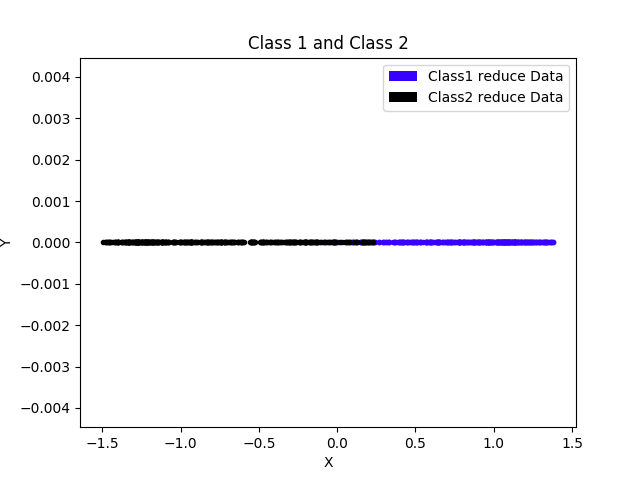 Class 1 and Class 2
Class1 reduce Data
Class2 reduce Data
0.004
0.003
0.002
0.001
0.000
−0.001
−0.002
−0.003
−0.004
Y
−1.5 −1.0 −0.5 0.0 0.5 1.0 1.5
X